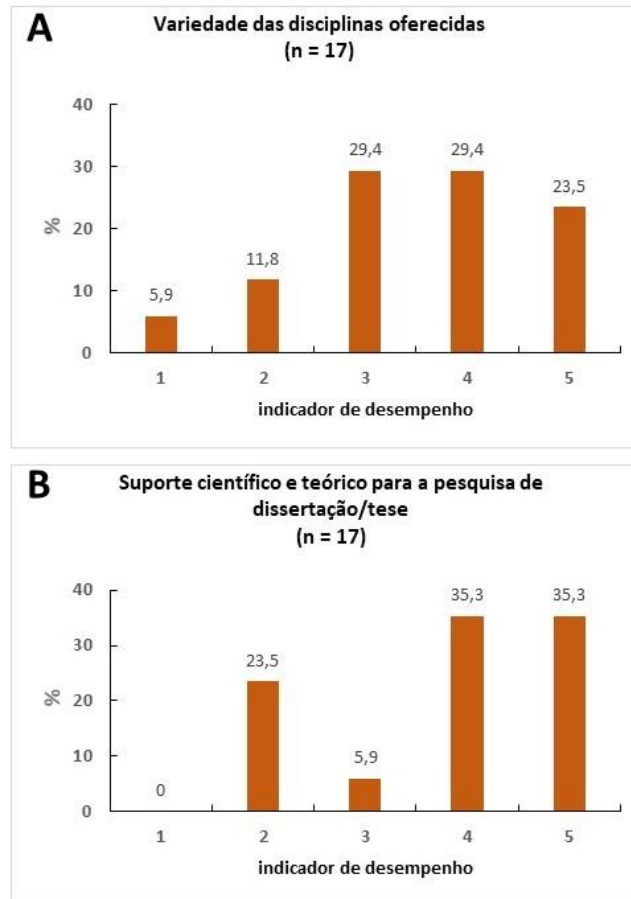 A
Variedade das disciplinas oferecidas
(n = 17)
40
30
20
10
0
%
5,9
11,8
29,4
29,4
23,5
1 2 3 4 5
indicador de desempenho
B
Suporte científico e teórico para a pesquisa de
dissertação/tese
(n = 17)
40
30
20
10
0
%
0
23,5
5,9
35,3
35,3
1 2 3 4 5
indicador de desempenho